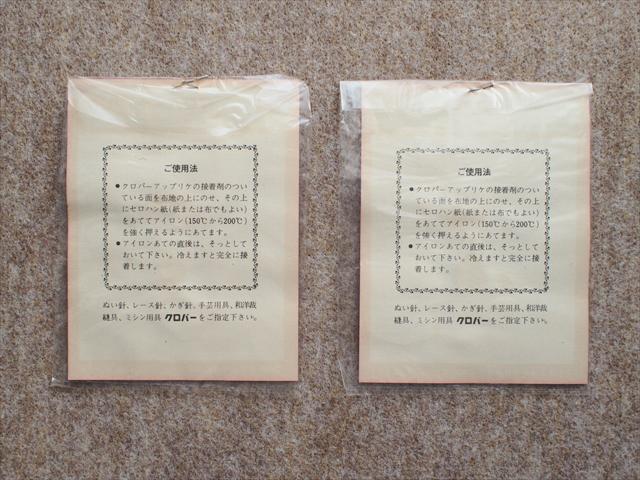 ご使用法
●クロバーアップリケの接着剤のつい
ている面を布地の上にのせ、その上
にセロハン紙(紙または布でもよい)
をあててアイロン(150℃から200℃)
を強く押えるようにあてます。
●アイロンあての直後は、そっとして
おいて下さい。冷えますと完全に接
着します。
ぬい針、レース針、かぎ針、手芸用具、和洋裁
縫具、ミシン用具 クロバーをご指定下さい。
ご使用法
●クロバーアップリケの接着剤のつい
ている面を布地の上にのせ、その上
にセロハン紙(紙または布でもよい)
をあててアイロン(150℃から200℃)
を強く押えるようにあてます。
●アイロンあての直後は、そっとして
おいて下さい。冷えますと完全に接
着します。
ぬい針、レース針、かぎ針、手芸用具、和洋裁
縫具、ミシン用具 クロバーをご指定下さい。